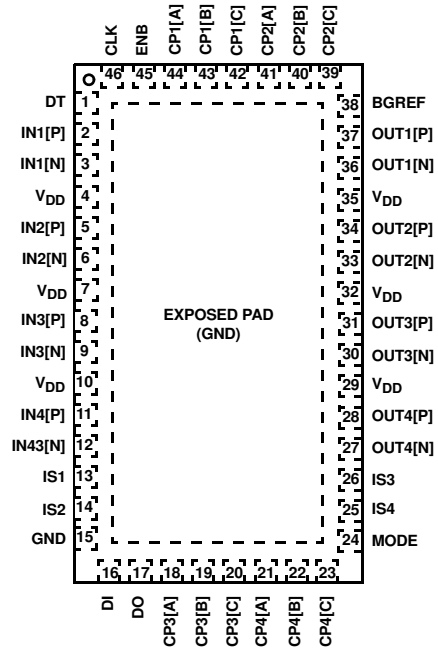 CLK ENB CP1[A] CP1[B] CP1[C] CP2[A] CP2[B] CP2[C]
46 45 44 43 42 41 40 39
DT 1 38 BGREF
IN1[P] 2 37 OUT1[P]
IN1[N] 3 36 OUT1[N]
VDD 4 35 VDD
IN2[P] 5 34 OUT2[P]
IN2[N] 6 33 OUT2[N]
VDD 7 32 VDD
EXPOSED PAD
(GND)
IN3[P] 8 31 OUT3[P]
IN3[N] 9 30 OUT3[N]
VDD 10 29 VDD
IN4[P] 11 28 OUT4[P]
IN43[N] 12 27 OUT4[N]
IS1 13 26 IS3
IS2 14 25 IS4
GND 15 24 MODE
16 17 18 19 20 21 22 23
DI DO CP3[A] CP3[B] CP3[C] CP4[A] CP4[B] CP4[C]